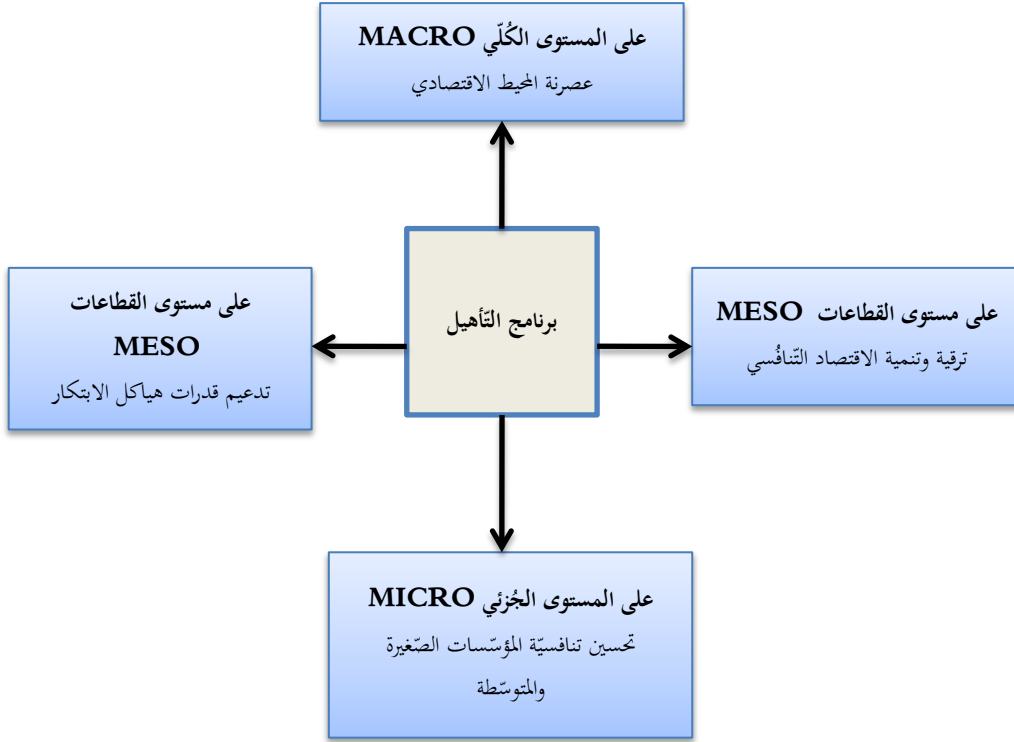 على المستوى الكُلّي MACRO
عصرنة المحيط الاقتصادي
على مستوى القطاعات MESO
ترقية وتنمية الاقتصاد التّنافُسي
برنامج التّأهيل
على مستوى القطاعات
MESO
تدعيم قدرات هياكل الابتكار
على المستوى الجُزئي MICRO
تحسين تنافسيّة المؤسّسات الصّغيرة
والمتوسّطة